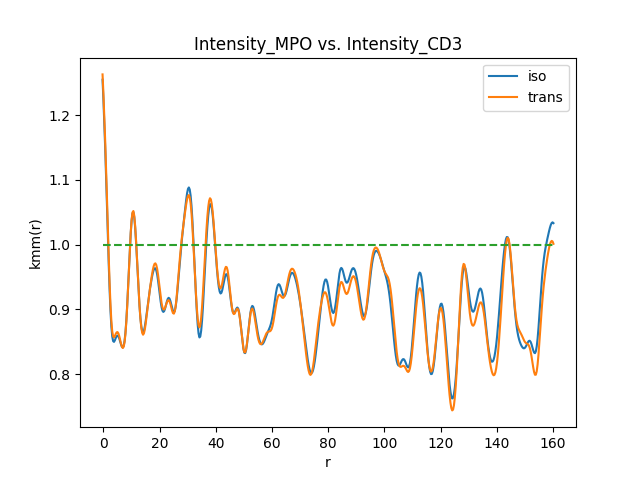 Intensity_MPO vs. Intensity_CD3
iso
trans
kmm(r)
1.2
1.1
1.0
0.9
0.8
0 20 40 60 80 100 120 140 160
r